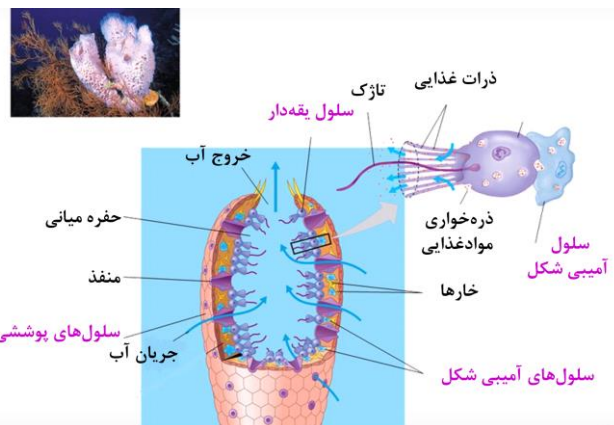 ذرات غذایی
تاژک
سلول یقه‌دار
خروج آب
حفره میانی
ذره‌خواری
موادغذایی
سلول
آمیبی شکل
منفذ
خارها
سلول‌های پوششی
جریان آب
سلول‌های آمیبی شکل